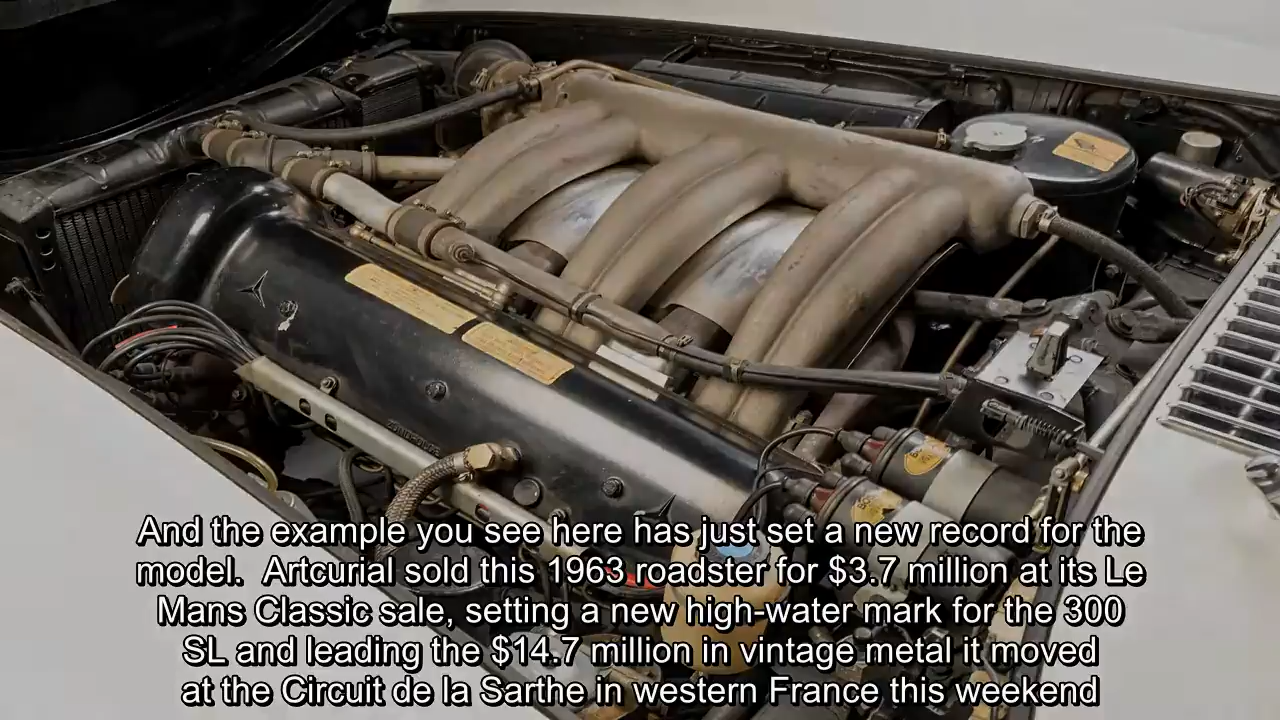 And the example you see here has just set a new record for the
model.  Artcurial sold this 1963 roadster for $3.7 million at its Le
Mans Classic sale, setting a new high-water mark for the 300
SL and leading the $14.7 million in vintage metal it moved
at the Circuit de la Sarthe in western France this weekend